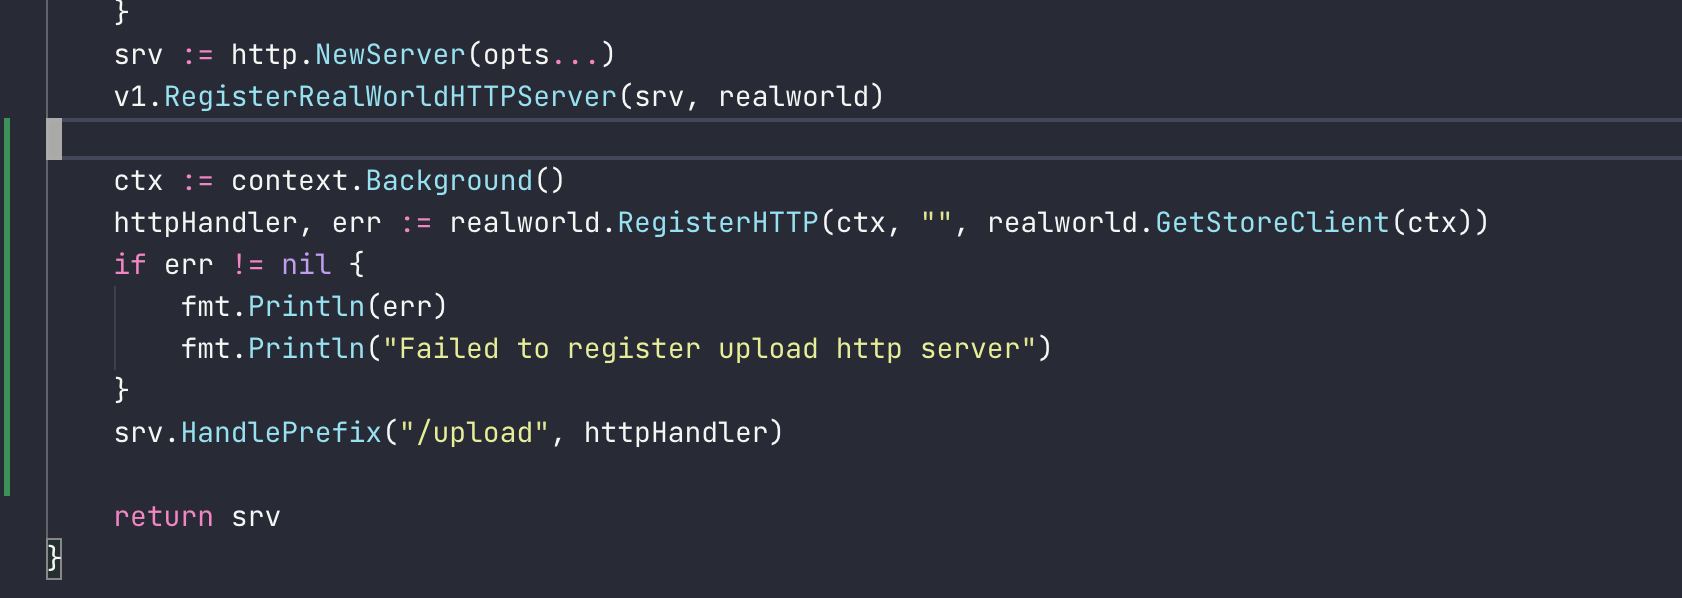 }
srv := http.NewServer(opts...)
v1.RegisterRealWorldHTTPServer(srv, realworld)
ctx := context.Background()
httpHandler, err := realworld.RegisterHTTP(ctx, "", realworld.GetStoreClient(ctx))
if err != nil {
fmt.Println(err)
fmt.Println("Failed to register upload http server")
}
srv.HandlePrefix("/upload", httpHandler)
return srv
}